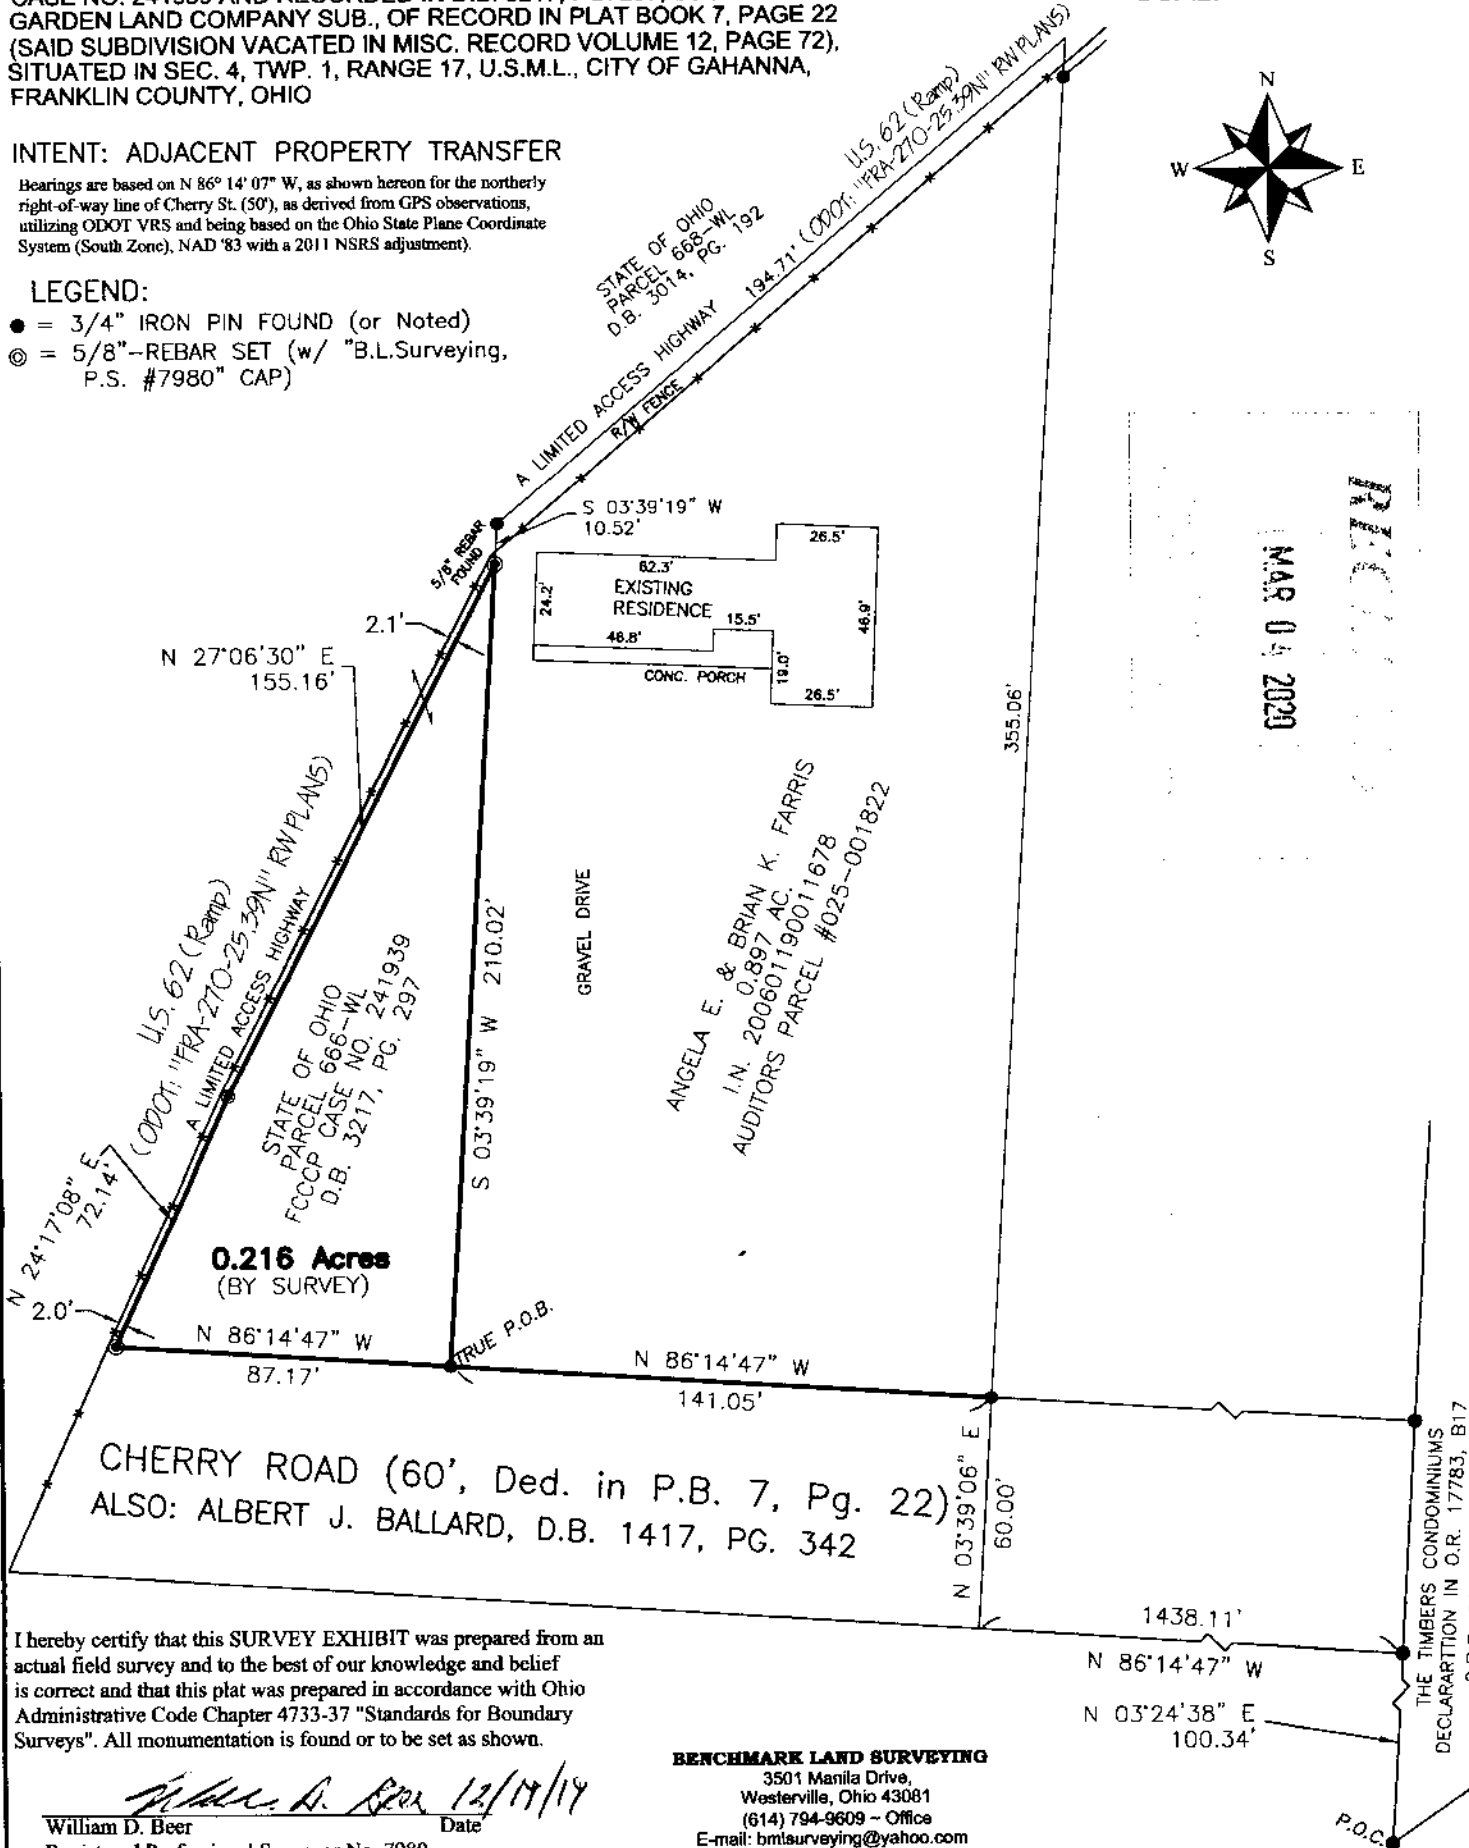 GARDEN LAND COMPANY SUB., OF RECORD IN PLAT BOOK 7, PAGE 22
(SAID SUBDIVISION VACATED IN MISC. RECORD VOLUME 12, PAGE 72),
SITUATED IN SEC. 4, TWP. 1, RANGE 17, U.S.M.L., CITY OF GAHANNA,
FRANKLIN COUNTY, OHIO
INTENT: ADJACENT PROPERTY TRANSFER
Bearings are based on N 86° 14' 07" W, as shown hereon for the northerly
right-of-way line of Cherry St. (50'), as derived from GPS observations,
utilizing ODOT VRS and being based on the Ohio State Plane Coordinate
System (South Zone), NAD '83 with a 2011 NSRS adjustment).
LEGEND:
= 3/4" IRON PIN FOUND (or Noted)
= 5/8"-REBAR SET (w/ "B.L.Surveying,
P.S. #7980" CAP)
N
W
E
S
U.S. 62 (Ramp)
194.71' (ODOT: "FRA-270-25.39N" RW PLANS)
STATE OF OHIO
PARCEL 668-WL
D.B. 3014, PG. 192
A LIMITED ACCESS HIGHWAY
R/W FENCE
MAR 04 2020
S 03°39'19" W
10.52'
5/8" REBAR
FOUND
26.5'
62.3'
EXISTING
RESIDENCE
24.2'
15.5'
46.8'
46.9'
19.0'
CONC. PORCH
26.5'
2.1'
N 27°06'30" E
155.16'
355.06'
U.S. 62 (Ramp)
(ODOT: "FRA-270-25.39N" RW PLANS)
A LIMITED ACCESS HIGHWAY
STATE OF OHIO
PARCEL 666-WL
FCCCP CASE NO. 241939
D.B. 3217, PG. 297
S 03°39'19" W 210.02'
GRAVEL DRIVE
ANGELA E. & BRIAN K. FARRIS
0.897 AC.
I.N. 200601190011678
AUDITORS PARCEL #025-001822
N 24°17'08" E
72.14'
0.216 Acres
(BY SURVEY)
2.0'
N 86°14'47" W
87.17'
TRUE P.O.B.
N 86°14'47" W
141.05'
CHERRY ROAD (60', Ded. in P.B. 7, Pg. 22)
ALSO: ALBERT J. BALLARD, D.B. 1417, PG. 342
N 03°39'06" E
60.00'
1438.11'
N 86°14'47" W
N 03°24'38" E
100.34'
THE TIMBERS CONDOMINIUMS
DECLARARTION IN O.R. 17783, B17
P.O.C.
I hereby certify that this SURVEY EXHIBIT was prepared from an
actual field survey and to the best of our knowledge and belief
is correct and that this plat was prepared in accordance with Ohio
Administrative Code Chapter 4733-37 "Standards for Boundary
Surveys". All monumentation is found or to be set as shown.
William D. Beer
Date
BENCHMARK LAND SURVEYING
3501 Manila Drive,
Westerville, Ohio 43081
(614) 794-9609 ~ Office
E-mail: bmlsurveying@yahoo.com